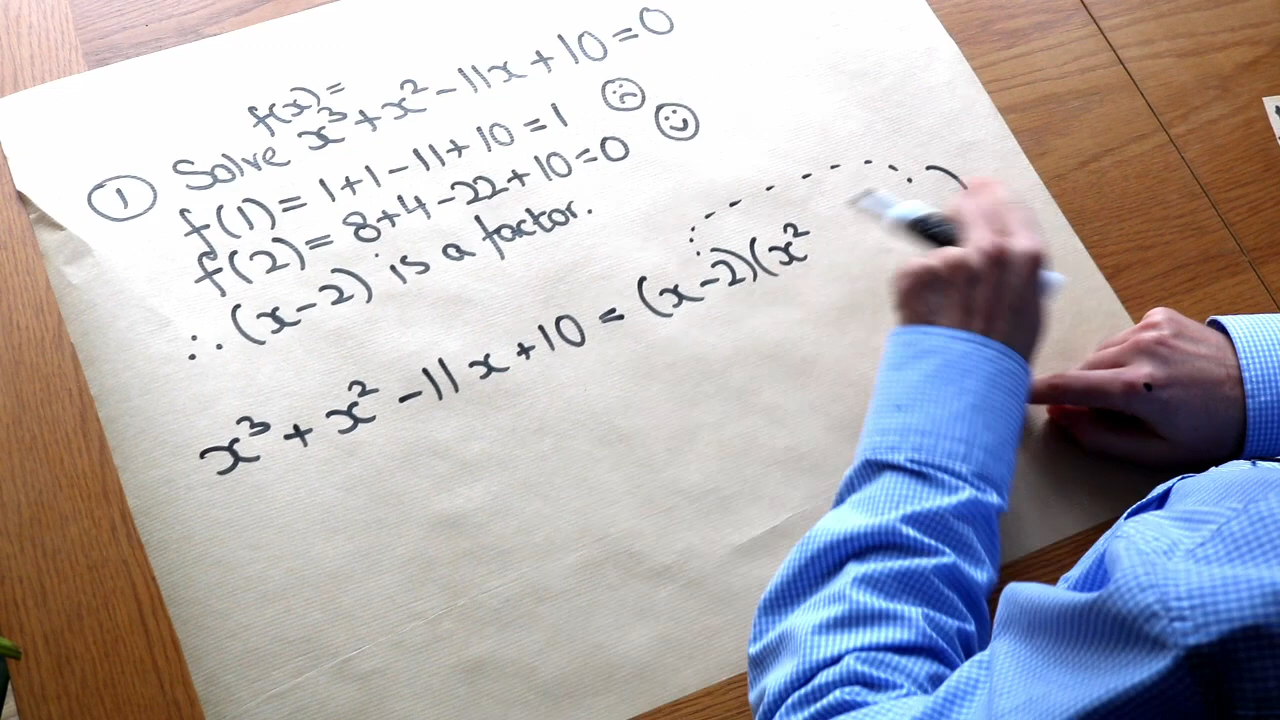 f(x)=
① Solve x³+x²-11x+10=0
f(1)=1+1-11+10=1
f(2)=8+4-22+10=0
∴(x-2) is a factor.
x³+x²-11x+10=(x-2)(x²